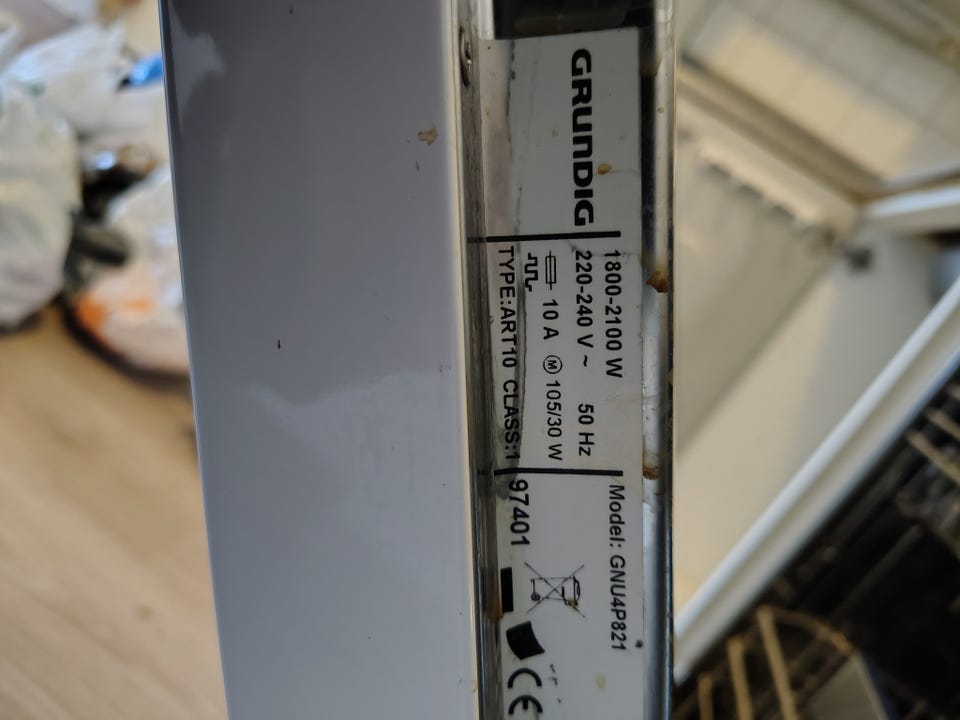 GRUNDIG
1800-2100 W
220-240 V ~ 50 Hz
10 A M 105/30 W
TYPE:ART10 CLASS:1
Model: GNU4P821
97401
CE